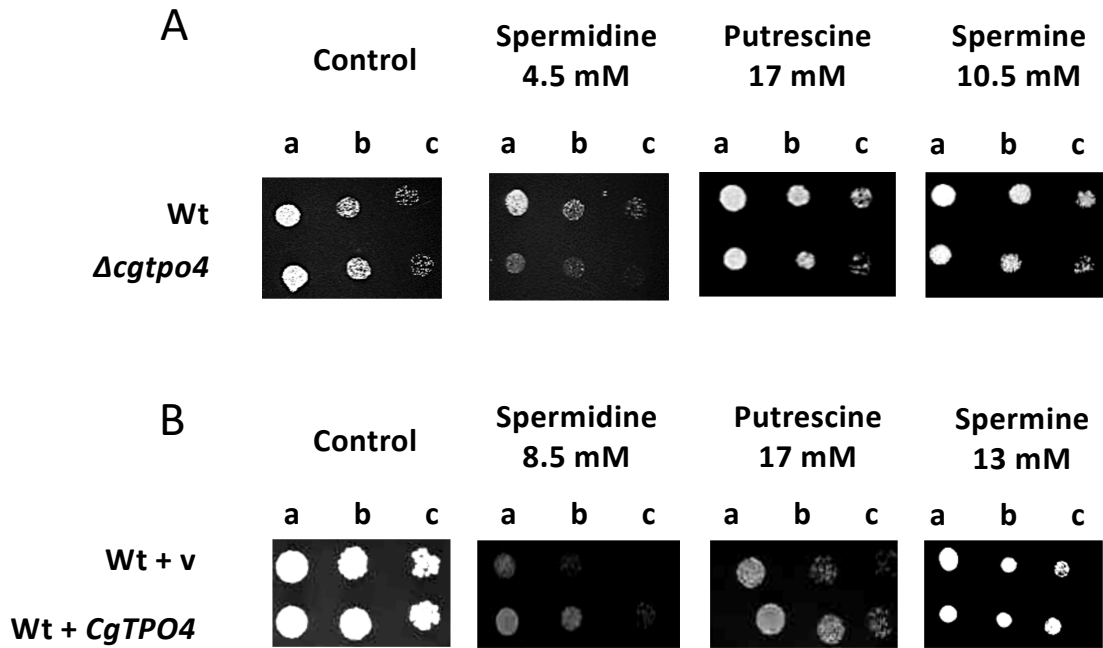 A
Control
Spermidine
4.5 mM
Putrescine
17 mM
Spermine
10.5 mM
a b c a b c a b c a b c
Wt
Δcgtpo4
B
Control
Spermidine
8.5 mM
Putrescine
17 mM
Spermine
13 mM
a b c a b c a b c a b c
Wt + v
Wt + CgTPO4